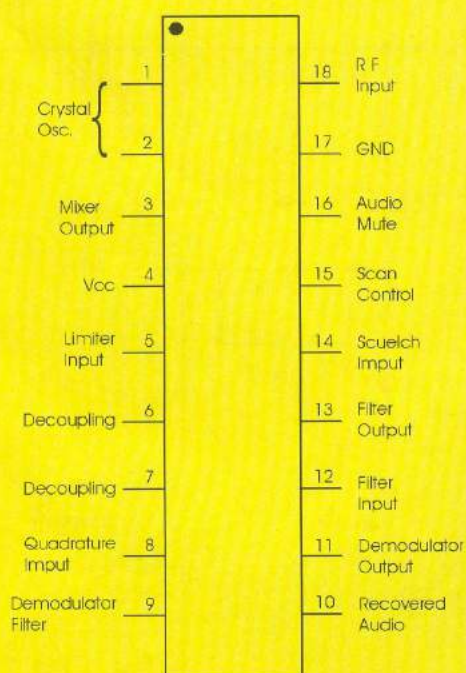 1
Crystal
Osc.
2
3
Mixer
Output
4
Vcc
5
Limiter
Input
6
Decoupling
7
Decoupling
8
Quadrature
Imput
9
Demodulator
Filter
18
R F
Input
17
GND
16
Audio
Mute
15
Scan
Control
14
Scuelch
Imput
13
Filter
Output
12
Filter
Input
11
Demodulator
Output
10
Recovered
Audio